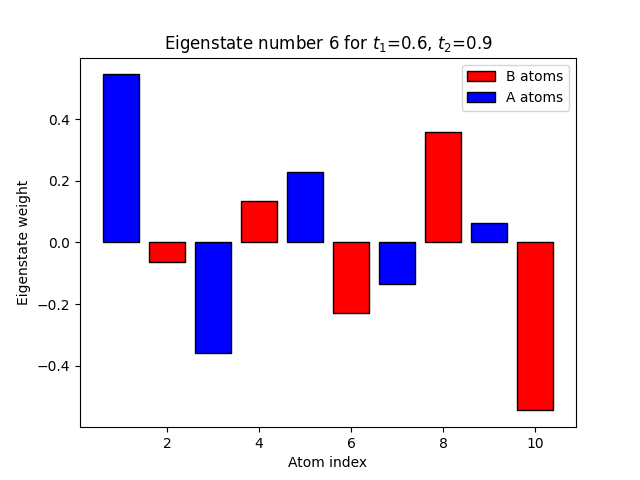 Eigenstate number 6 for t₁=0.6, t₂=0.9
B atoms
A atoms
Eigenstate weight
0.4
0.2
0.0
−0.2
−0.4
2 4 6 8 10
Atom index